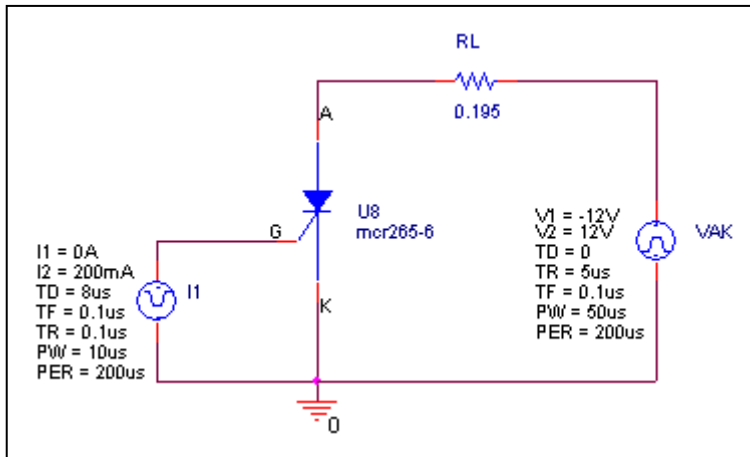 RL
0.195
A
U8
mcr265-6
G
K
I1 = 0A
I2 = 200mA
TD = 8us
TF = 0.1us
TR = 0.1us
PW = 10us
PER = 200us
I1
V1 = -12V
V2 = 12V
TD = 0
TR = 5us
TF = 0.1us
PW = 50us
PER = 200us
VAK
0